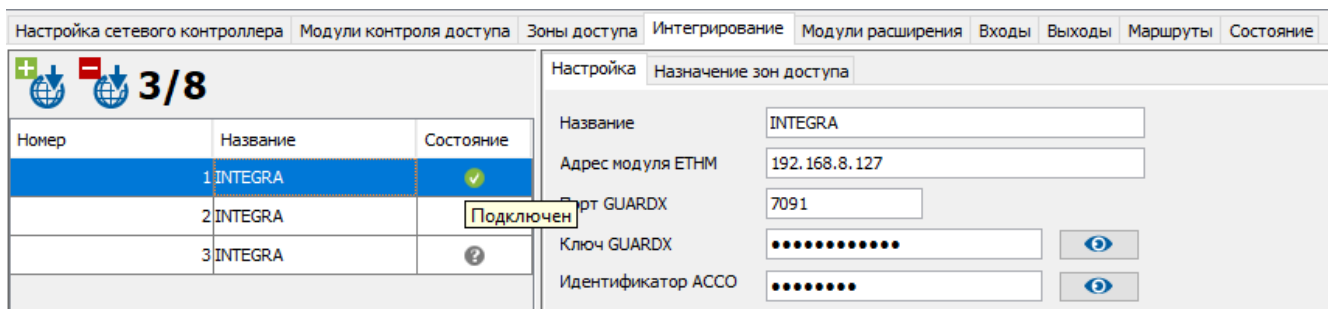 Настройка сетевого контроллера Модули контроля доступа Зоны доступа Интегрирование Модули расширения Входы Выходы Маршруты Состояние
3/8
Номер Название Состояние
1 INTEGRA
2 INTEGRA
3 INTEGRA
Подключен
Настройка Назначение зон доступа
Название INTEGRA
Адрес модуля ETHM 192.168.8.127
Порт GUARDX 7091
Ключ GUARDX ••••••••••••
Идентификатор ACCO ••••••••